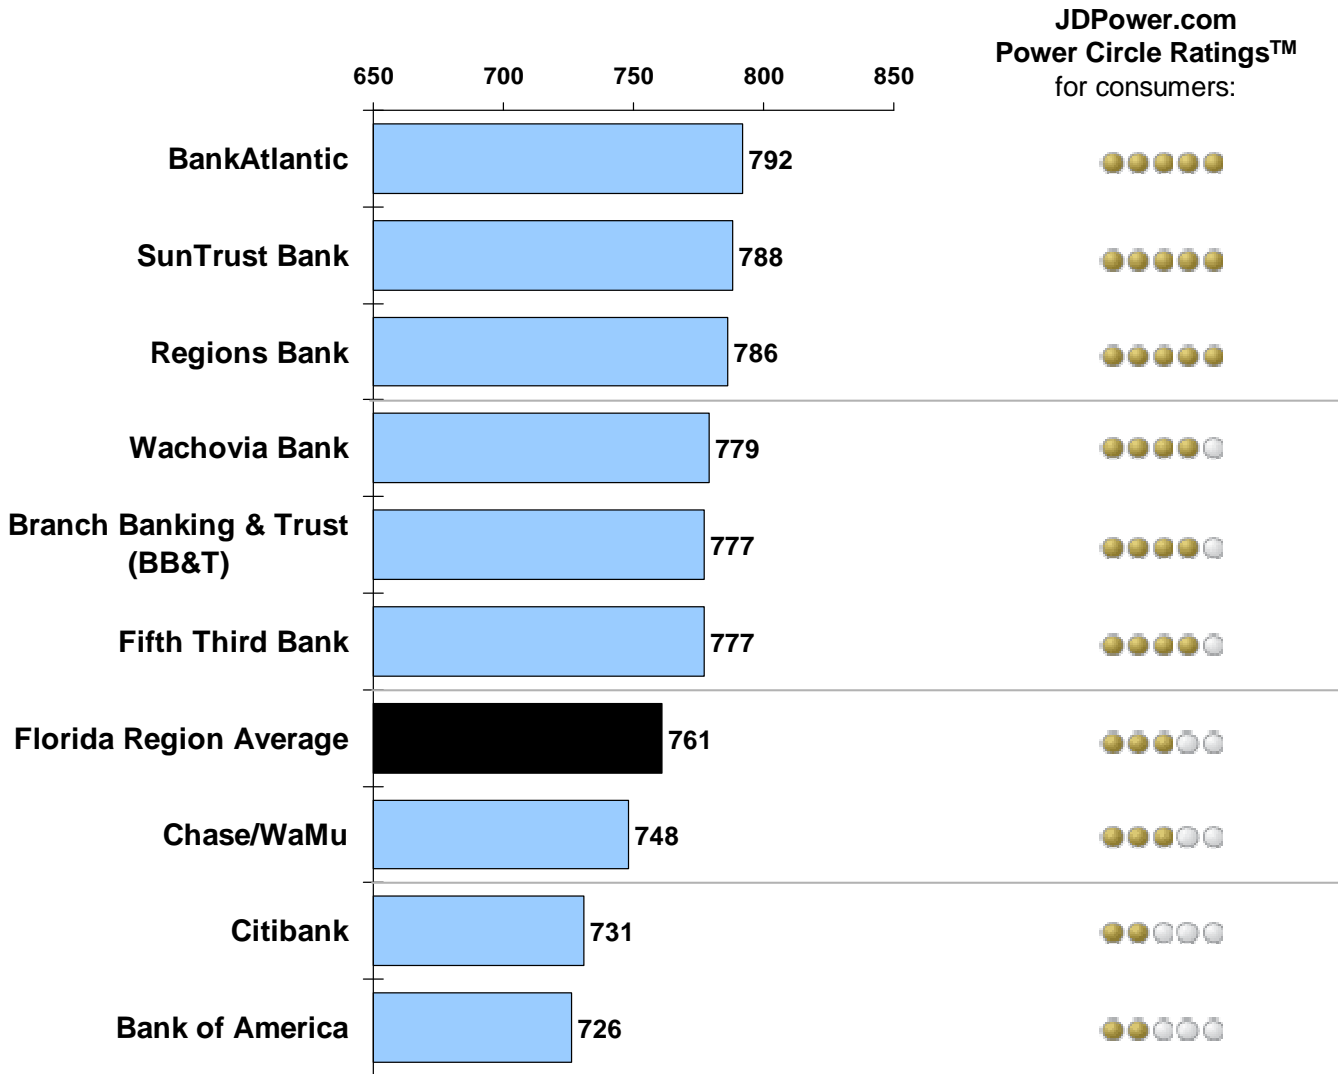 JDPower.com
Power Circle Ratings™
for consumers:
650 700 750 800 850
BankAtlantic 792
SunTrust Bank 788
Regions Bank 786
Wachovia Bank 779
Branch Banking & Trust
(BB&T) 777
Fifth Third Bank 777
Florida Region Average 761
Chase/WaMu 748
Citibank 731
Bank of America 726